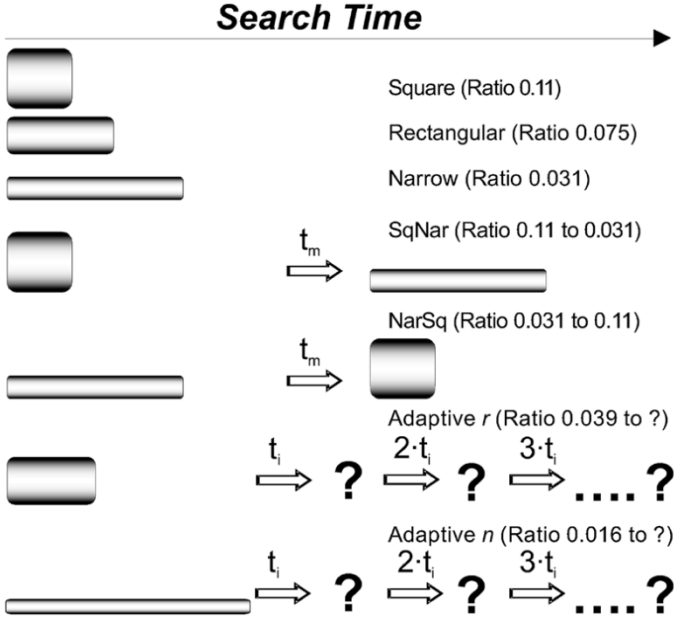 Search Time
Square (Ratio 0.11)
Rectangular (Ratio 0.075)
Narrow (Ratio 0.031)
SqNar (Ratio 0.11 to 0.031)
tm
NarSq (Ratio 0.031 to 0.11)
tm
Adaptive r (Ratio 0.039 to ?)
ti 2·ti 3·ti
? ? ....?
Adaptive n (Ratio 0.016 to ?)
ti 2·ti 3·ti
? ? ....?